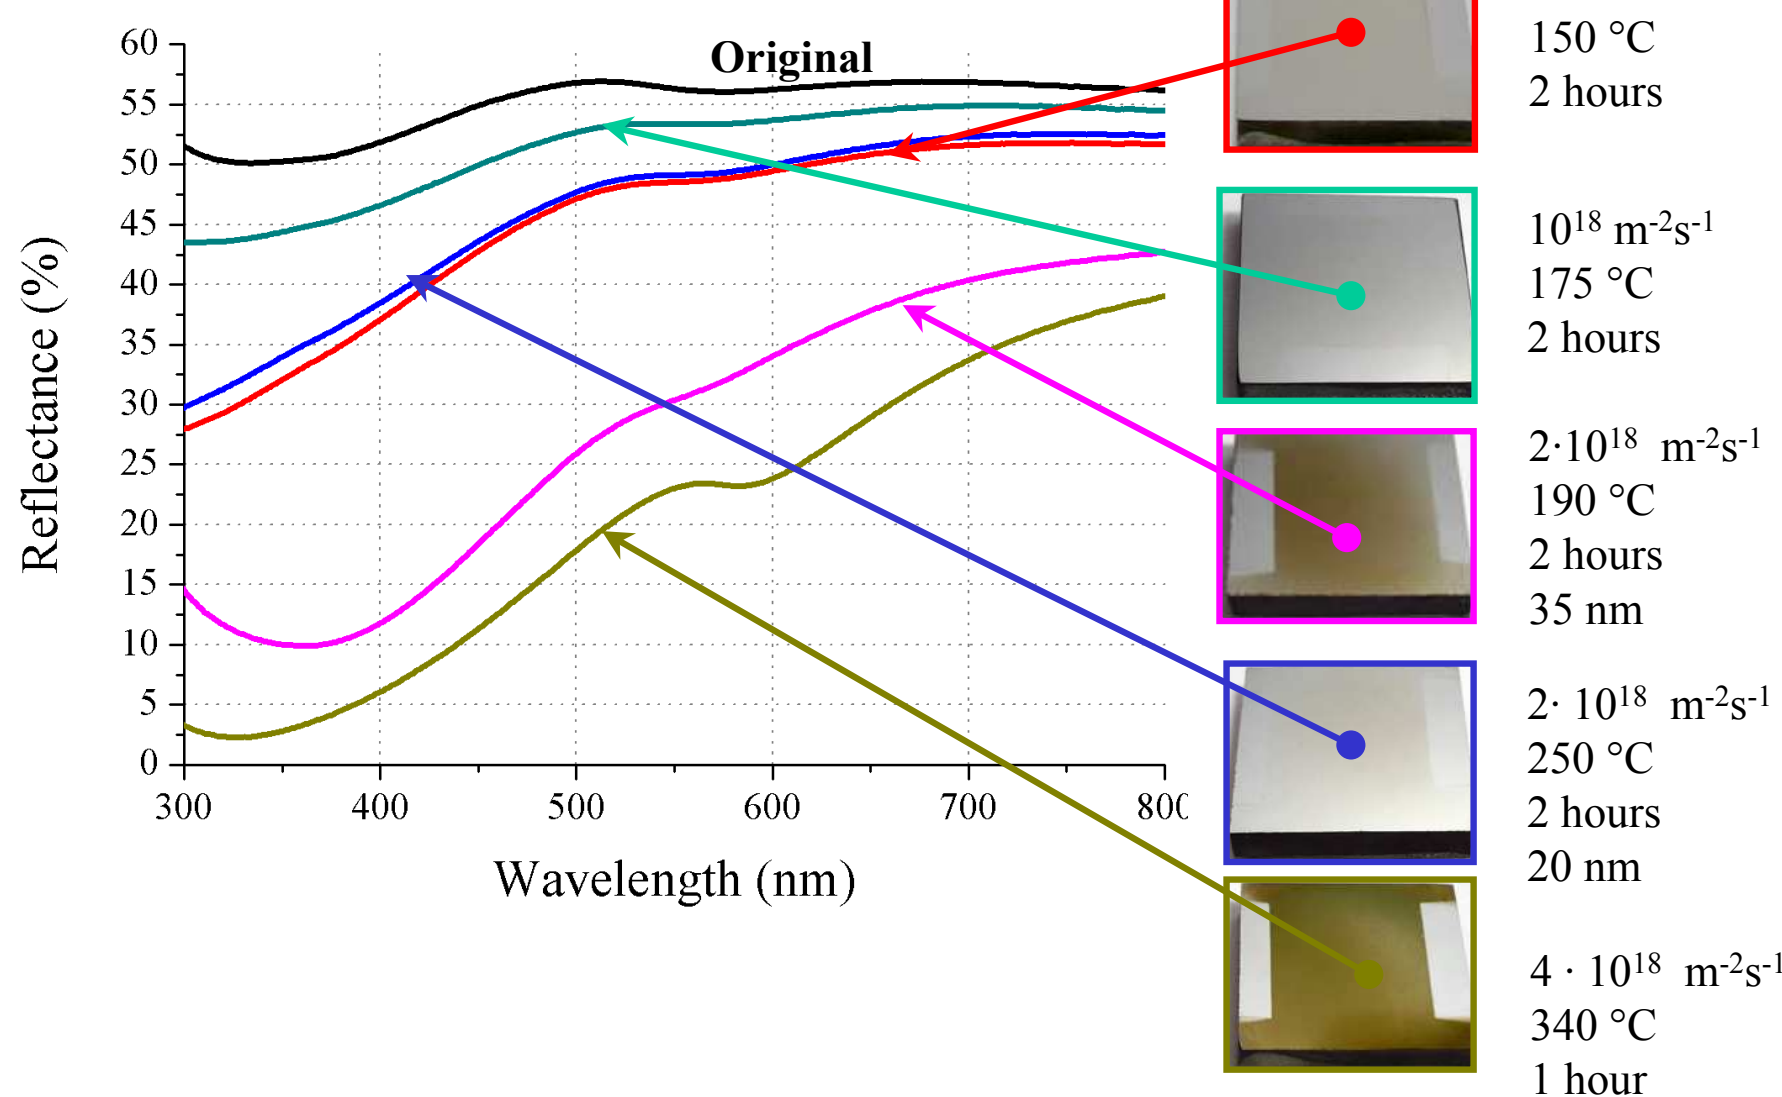 Original
60
55
50
45
40
35
30
25
20
15
10
5
0
Reflectance (%)
300 400 500 600 700 800
Wavelength (nm)
150 °C
2 hours
10¹⁸ m⁻²s⁻¹
175 °C
2 hours
2·10¹⁸ m⁻²s⁻¹
190 °C
2 hours
35 nm
2· 10¹⁸ m⁻²s⁻¹
250 °C
2 hours
20 nm
4 · 10¹⁸ m⁻²s⁻¹
340 °C
1 hour